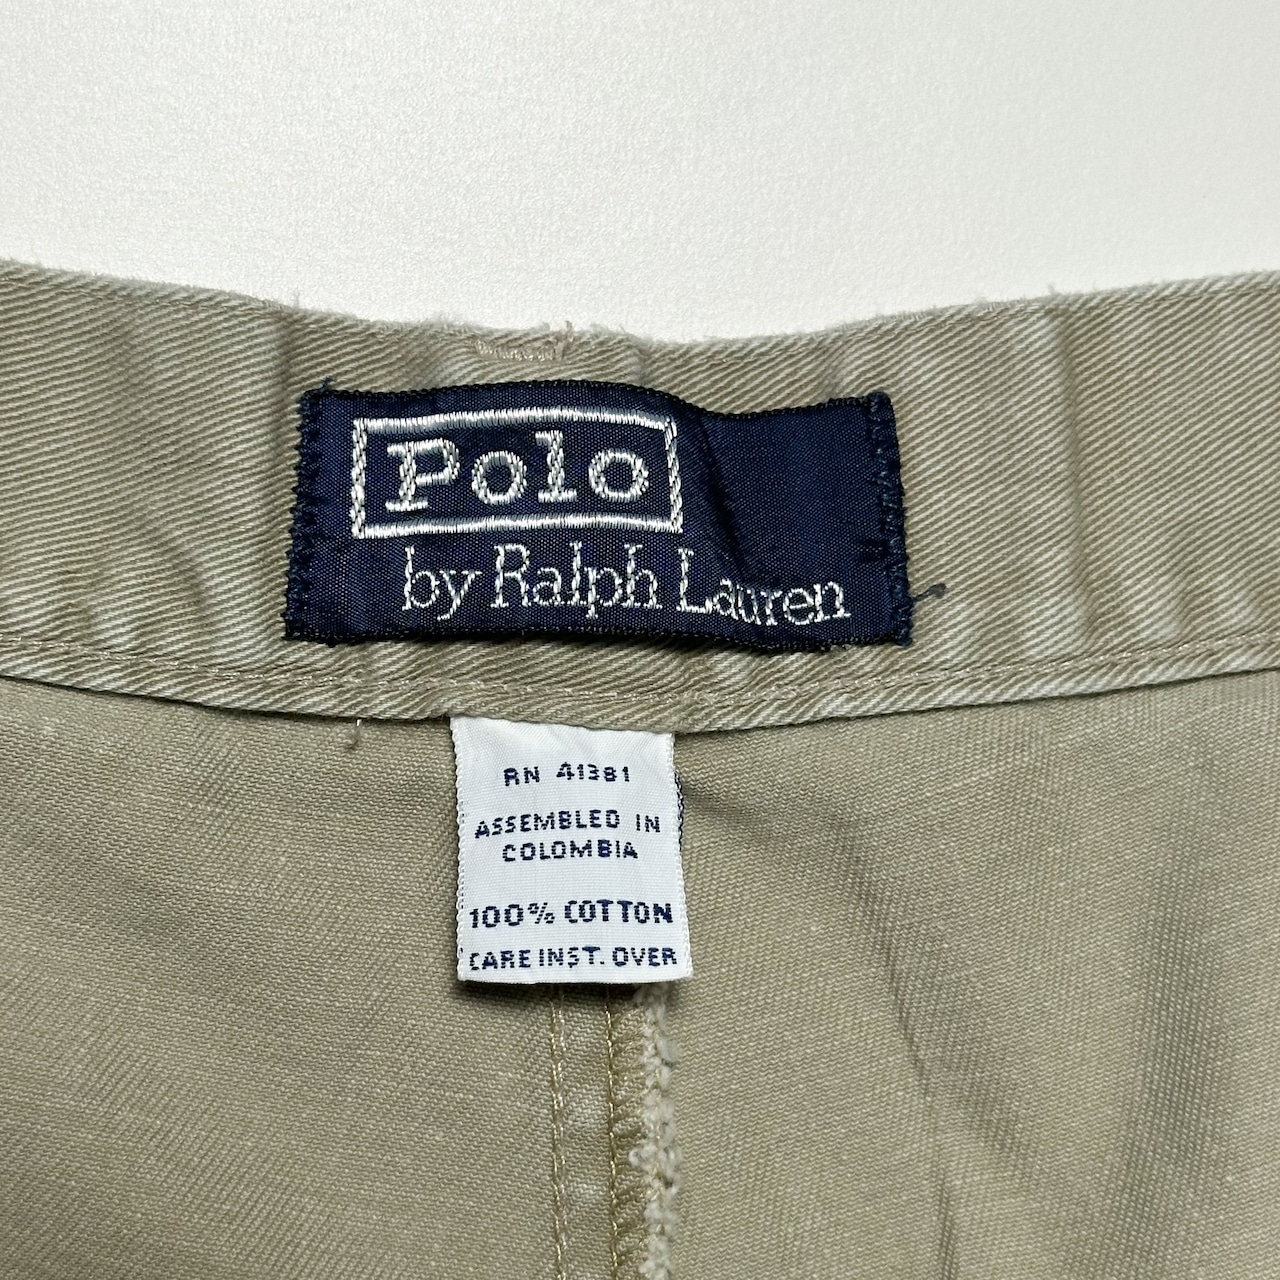 Polo
by Ralph Lauren
RN 41381
ASSEMBLED IN
COLOMBIA
100% COTTON
CARE INST. OVER